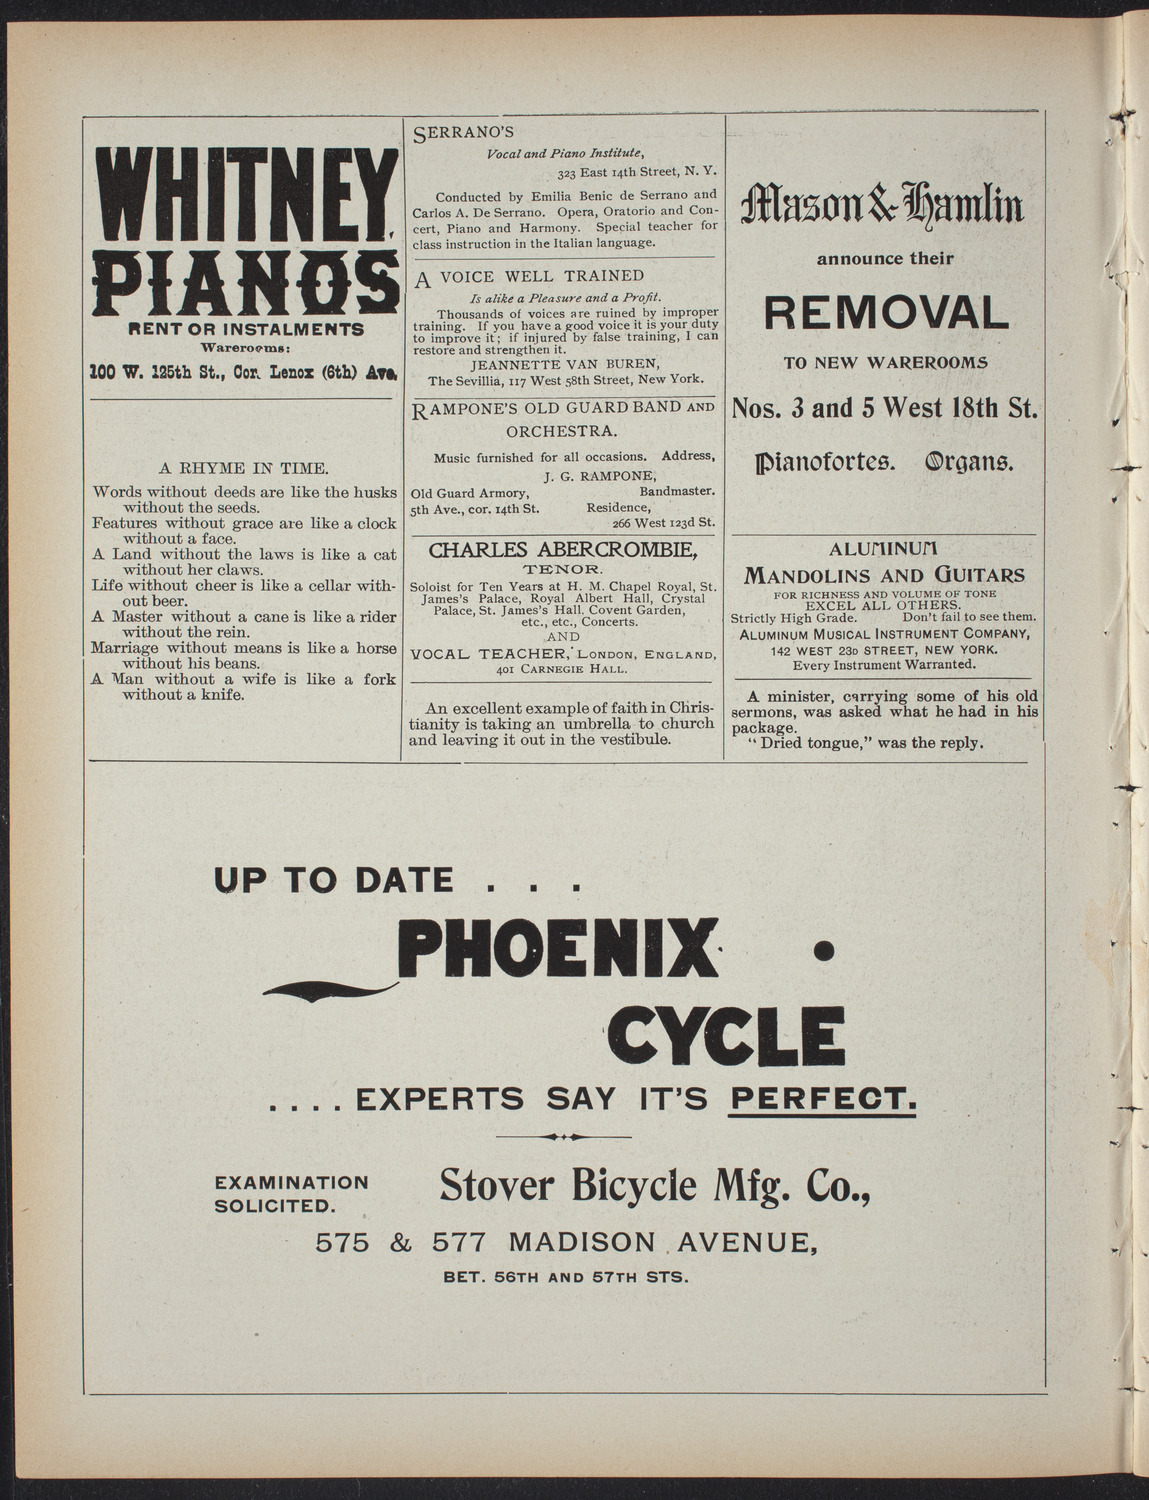 WHITNEY,
PIANOS
RENT OR INSTALMENTS
Warerooms:
100 W. 125th St., Cor. Lenox (6th) Ave.
A RHYME IN TIME.
Words without deeds are like the husks
without the seeds.
Features without grace are like a clock
without a face.
A Land without the laws is like a cat
without her claws.
Life without cheer is like a cellar with-
out beer.
A Master without a cane is like a rider
without the rein.
Marriage without means is like a horse
without his beans.
A Man without a wife is like a fork
without a knife.
SERRANO'S
Vocal and Piano Institute,
323 East 14th Street, N. Y.
Conducted by Emilia Benic de Serrano and
Carlos A. De Serrano. Opera, Oratorio and Con-
cert, Piano and Harmony. Special teacher for
class instruction in the Italian language.
A VOICE WELL TRAINED
Is alike a Pleasure and a Profit.
Thousands of voices are ruined by improper
training. If you have a good voice it is your duty
to improve it; if injured by false training, I can
restore and strengthen it.
JEANNETTE VAN BUREN,
The Sevillia, 117 West 58th Street, New York.
RAMPONE'S OLD GUARD BAND AND
ORCHESTRA.
Music furnished for all occasions. Address,
J. G. RAMPONE,
Old Guard Armory, Bandmaster.
5th Ave., cor. 14th St. Residence,
266 West 123d St.
CHARLES ABERCROMBIE,
TENOR.
Soloist for Ten Years at H. M. Chapel Royal, St.
James's Palace, Royal Albert Hall, Crystal
Palace, St. James's Hall. Covent Garden,
etc., etc., Concerts.
AND
VOCAL TEACHER, LONDON, ENGLAND,
401 CARNEGIE HALL.
An excellent example of faith in Chris-
tianity is taking an umbrella to church
and leaving it out in the vestibule.
Mason & Hamlin
announce their
REMOVAL
TO NEW WAREROOMS
Nos. 3 and 5 West 18th St.
Pianofortes. Organs.
ALUMINUM
MANDOLINS AND GUITARS
FOR RICHNESS AND VOLUME OF TONE
EXCEL ALL OTHERS.
Strictly High Grade. Don't fail to see them.
ALUMINUM MUSICAL INSTRUMENT COMPANY,
142 WEST 23D STREET, NEW YORK.
Every Instrument Warranted.
A minister, carrying some of his old
sermons, was asked what he had in his
package.
"Dried tongue," was the reply.
UP TO DATE . . .
PHOENIX
CYCLE
. . . . EXPERTS SAY IT'S PERFECT.
EXAMINATION
SOLICITED.
Stover Bicycle Mfg. Co.,
575 & 577 MADISON AVENUE,
BET. 56TH AND 57TH STS.